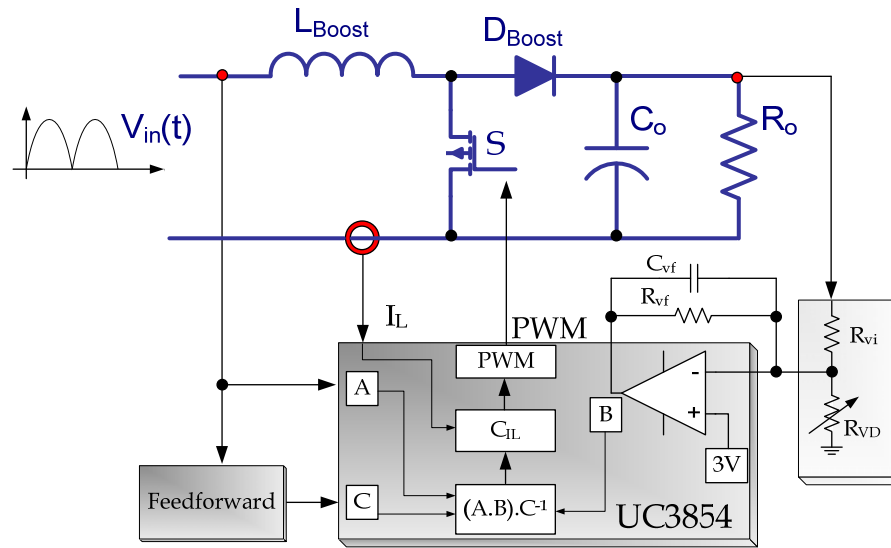 L_Boost
D_Boost
V_in(t)
S
C_o
R_o
C_vf
R_vf
I_L
PWM
R_vi
PWM
A
-
B
+
R_VD
C_IL
3V
Feedforward
C
(A.B).C^-1
UC3854